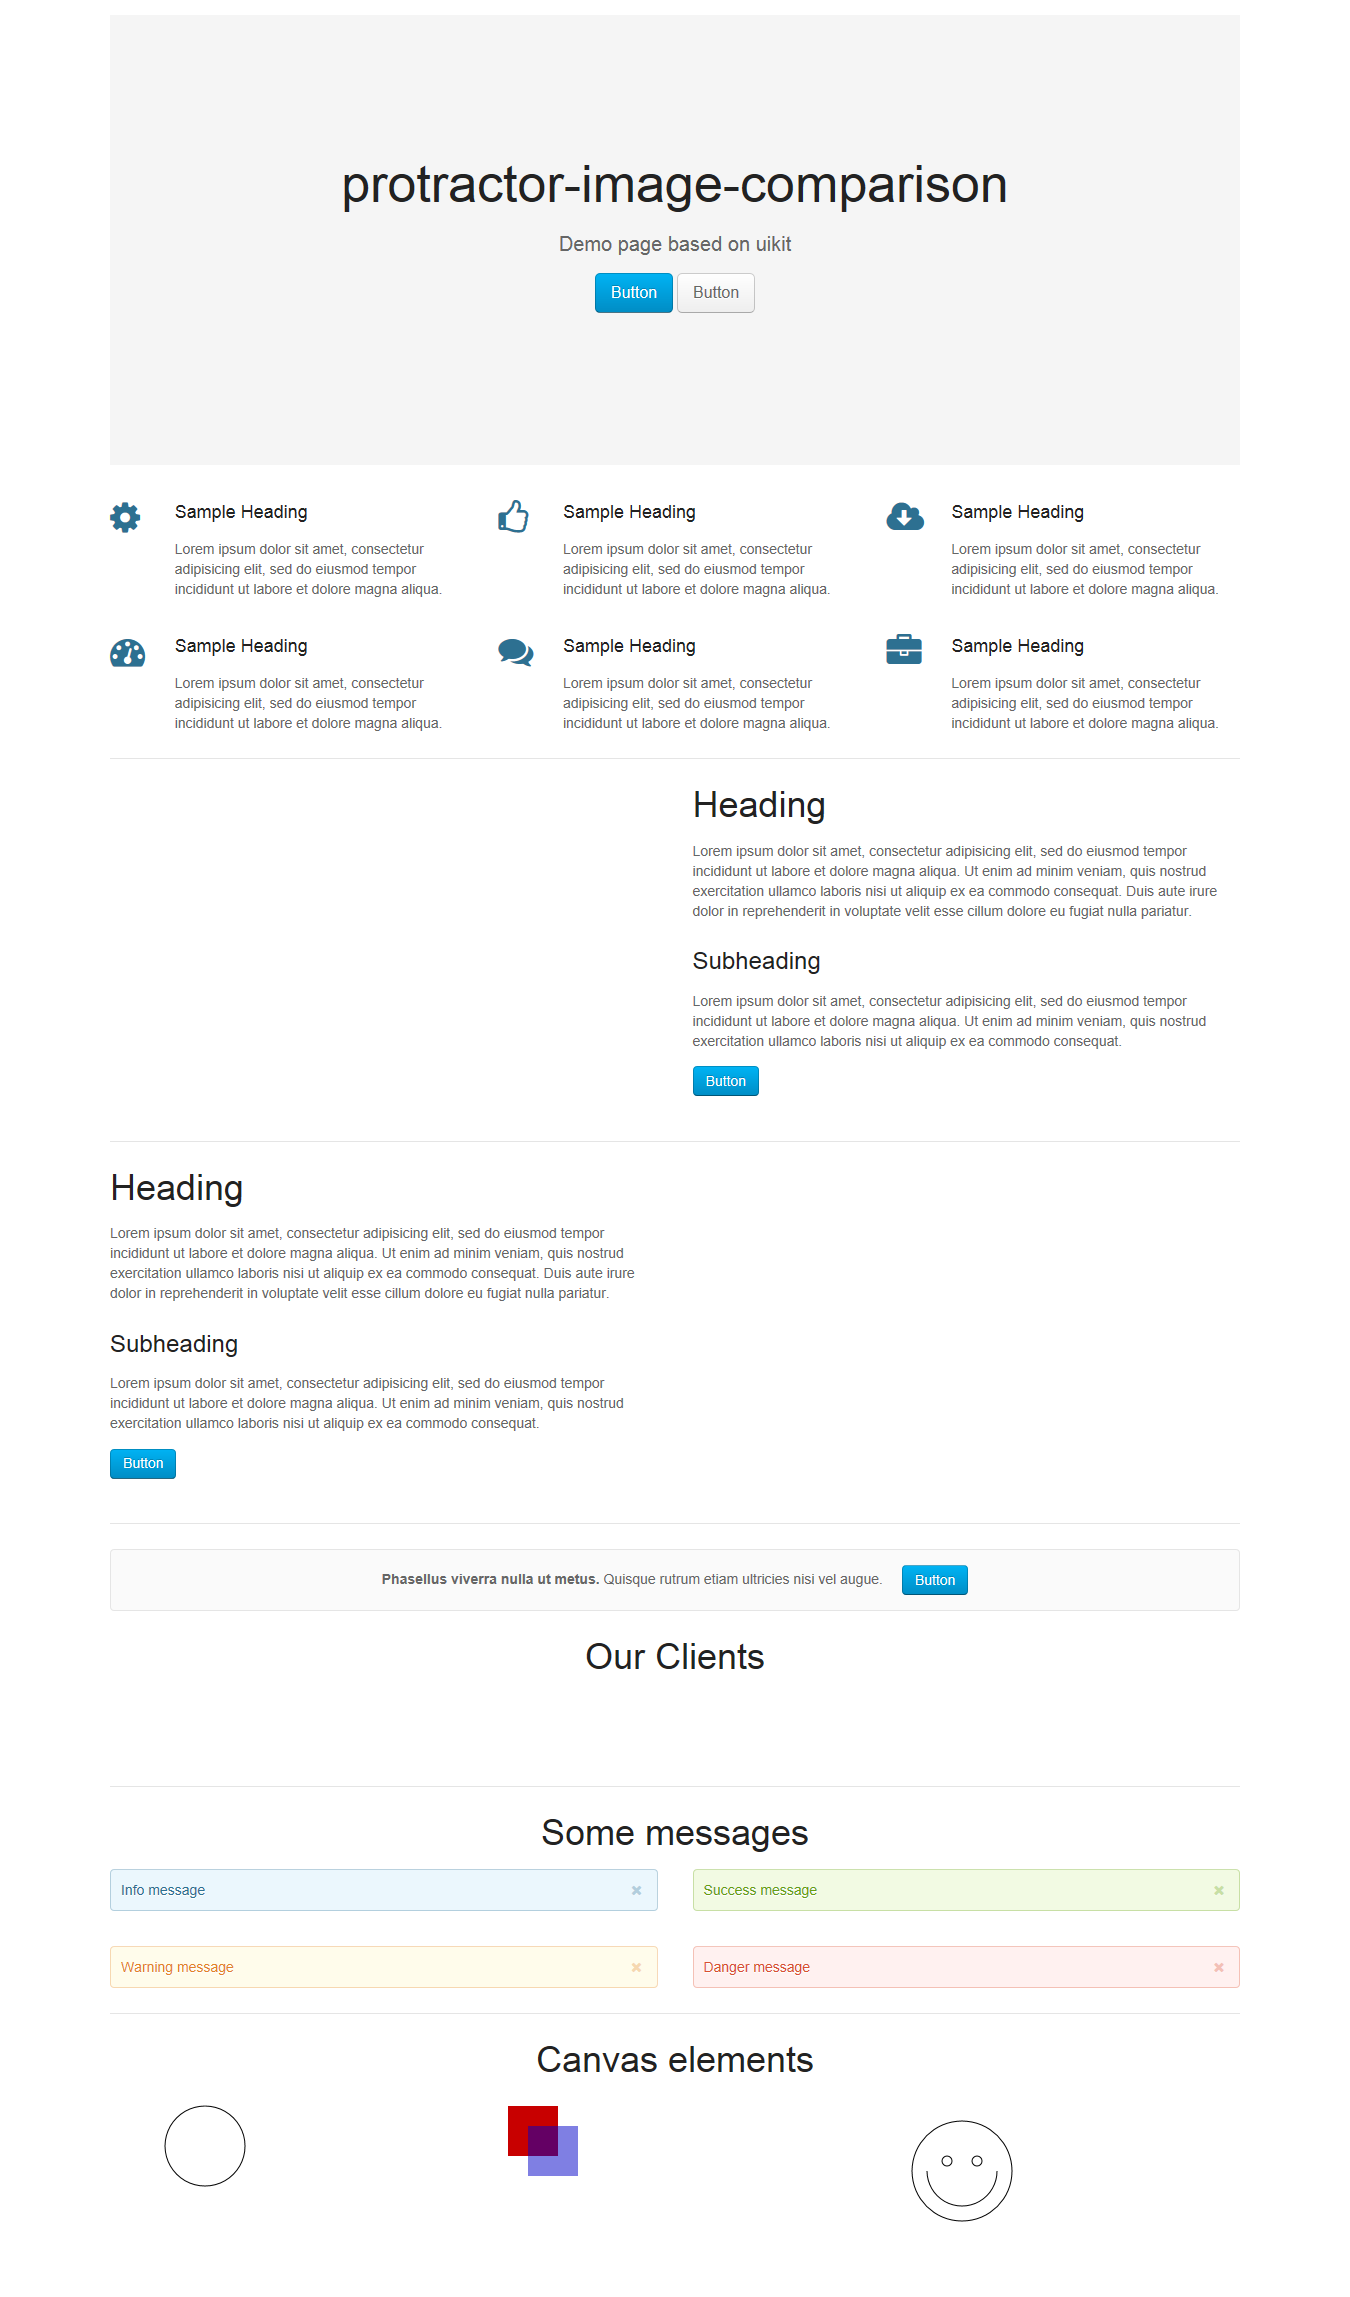 protractor-image-comparison
Demo page based on uikit
Button Button
Sample Heading
Lorem ipsum dolor sit amet, consectetur
adipisicing elit, sed do eiusmod tempor
incididunt ut labore et dolore magna aliqua.
Sample Heading
Lorem ipsum dolor sit amet, consectetur
adipisicing elit, sed do eiusmod tempor
incididunt ut labore et dolore magna aliqua.
Sample Heading
Lorem ipsum dolor sit amet, consectetur
adipisicing elit, sed do eiusmod tempor
incididunt ut labore et dolore magna aliqua.
Sample Heading
Lorem ipsum dolor sit amet, consectetur
adipisicing elit, sed do eiusmod tempor
incididunt ut labore et dolore magna aliqua.
Sample Heading
Lorem ipsum dolor sit amet, consectetur
adipisicing elit, sed do eiusmod tempor
incididunt ut labore et dolore magna aliqua.
Sample Heading
Lorem ipsum dolor sit amet, consectetur
adipisicing elit, sed do eiusmod tempor
incididunt ut labore et dolore magna aliqua.
Heading
Lorem ipsum dolor sit amet, consectetur adipisicing elit, sed do eiusmod tempor
incididunt ut labore et dolore magna aliqua. Ut enim ad minim veniam, quis nostrud
exercitation ullamco laboris nisi ut aliquip ex ea commodo consequat. Duis aute irure
dolor in reprehenderit in voluptate velit esse cillum dolore eu fugiat nulla pariatur.
Subheading
Lorem ipsum dolor sit amet, consectetur adipisicing elit, sed do eiusmod tempor
incididunt ut labore et dolore magna aliqua. Ut enim ad minim veniam, quis nostrud
exercitation ullamco laboris nisi ut aliquip ex ea commodo consequat.
Button
Heading
Lorem ipsum dolor sit amet, consectetur adipisicing elit, sed do eiusmod tempor
incididunt ut labore et dolore magna aliqua. Ut enim ad minim veniam, quis nostrud
exercitation ullamco laboris nisi ut aliquip ex ea commodo consequat. Duis aute irure
dolor in reprehenderit in voluptate velit esse cillum dolore eu fugiat nulla pariatur.
Subheading
Lorem ipsum dolor sit amet, consectetur adipisicing elit, sed do eiusmod tempor
incididunt ut labore et dolore magna aliqua. Ut enim ad minim veniam, quis nostrud
exercitation ullamco laboris nisi ut aliquip ex ea commodo consequat.
Button
Phasellus viverra nulla ut metus. Quisque rutrum etiam ultricies nisi vel augue. Button
Our Clients
Some messages
Info message
Success message
Warning message
Danger message
Canvas elements